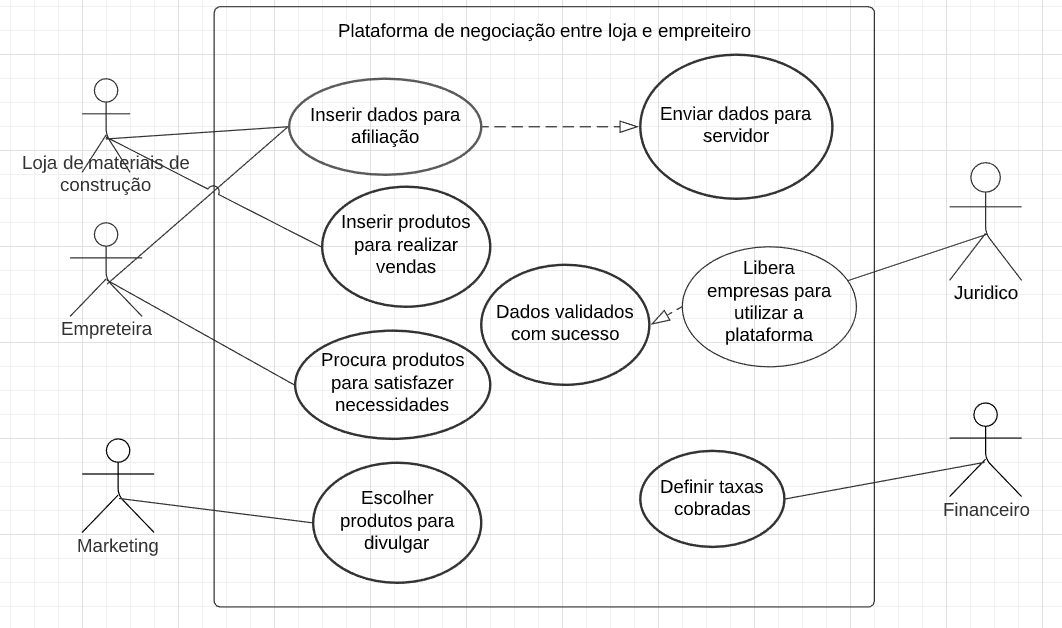 Plataforma de negociação entre loja e empreiteiro
Inserir dados para
afiliação
Enviar dados para
servidor
Loja de materiais de
construção
Inserir produtos
para realizar
vendas
Libera
empresas para
utilizar a
plataforma
Juridico
Dados validados
com sucesso
Empreteira
Procura produtos
para satisfazer
necessidades
Escolher
produtos para
divulgar
Definir taxas
cobradas
Financeiro
Marketing